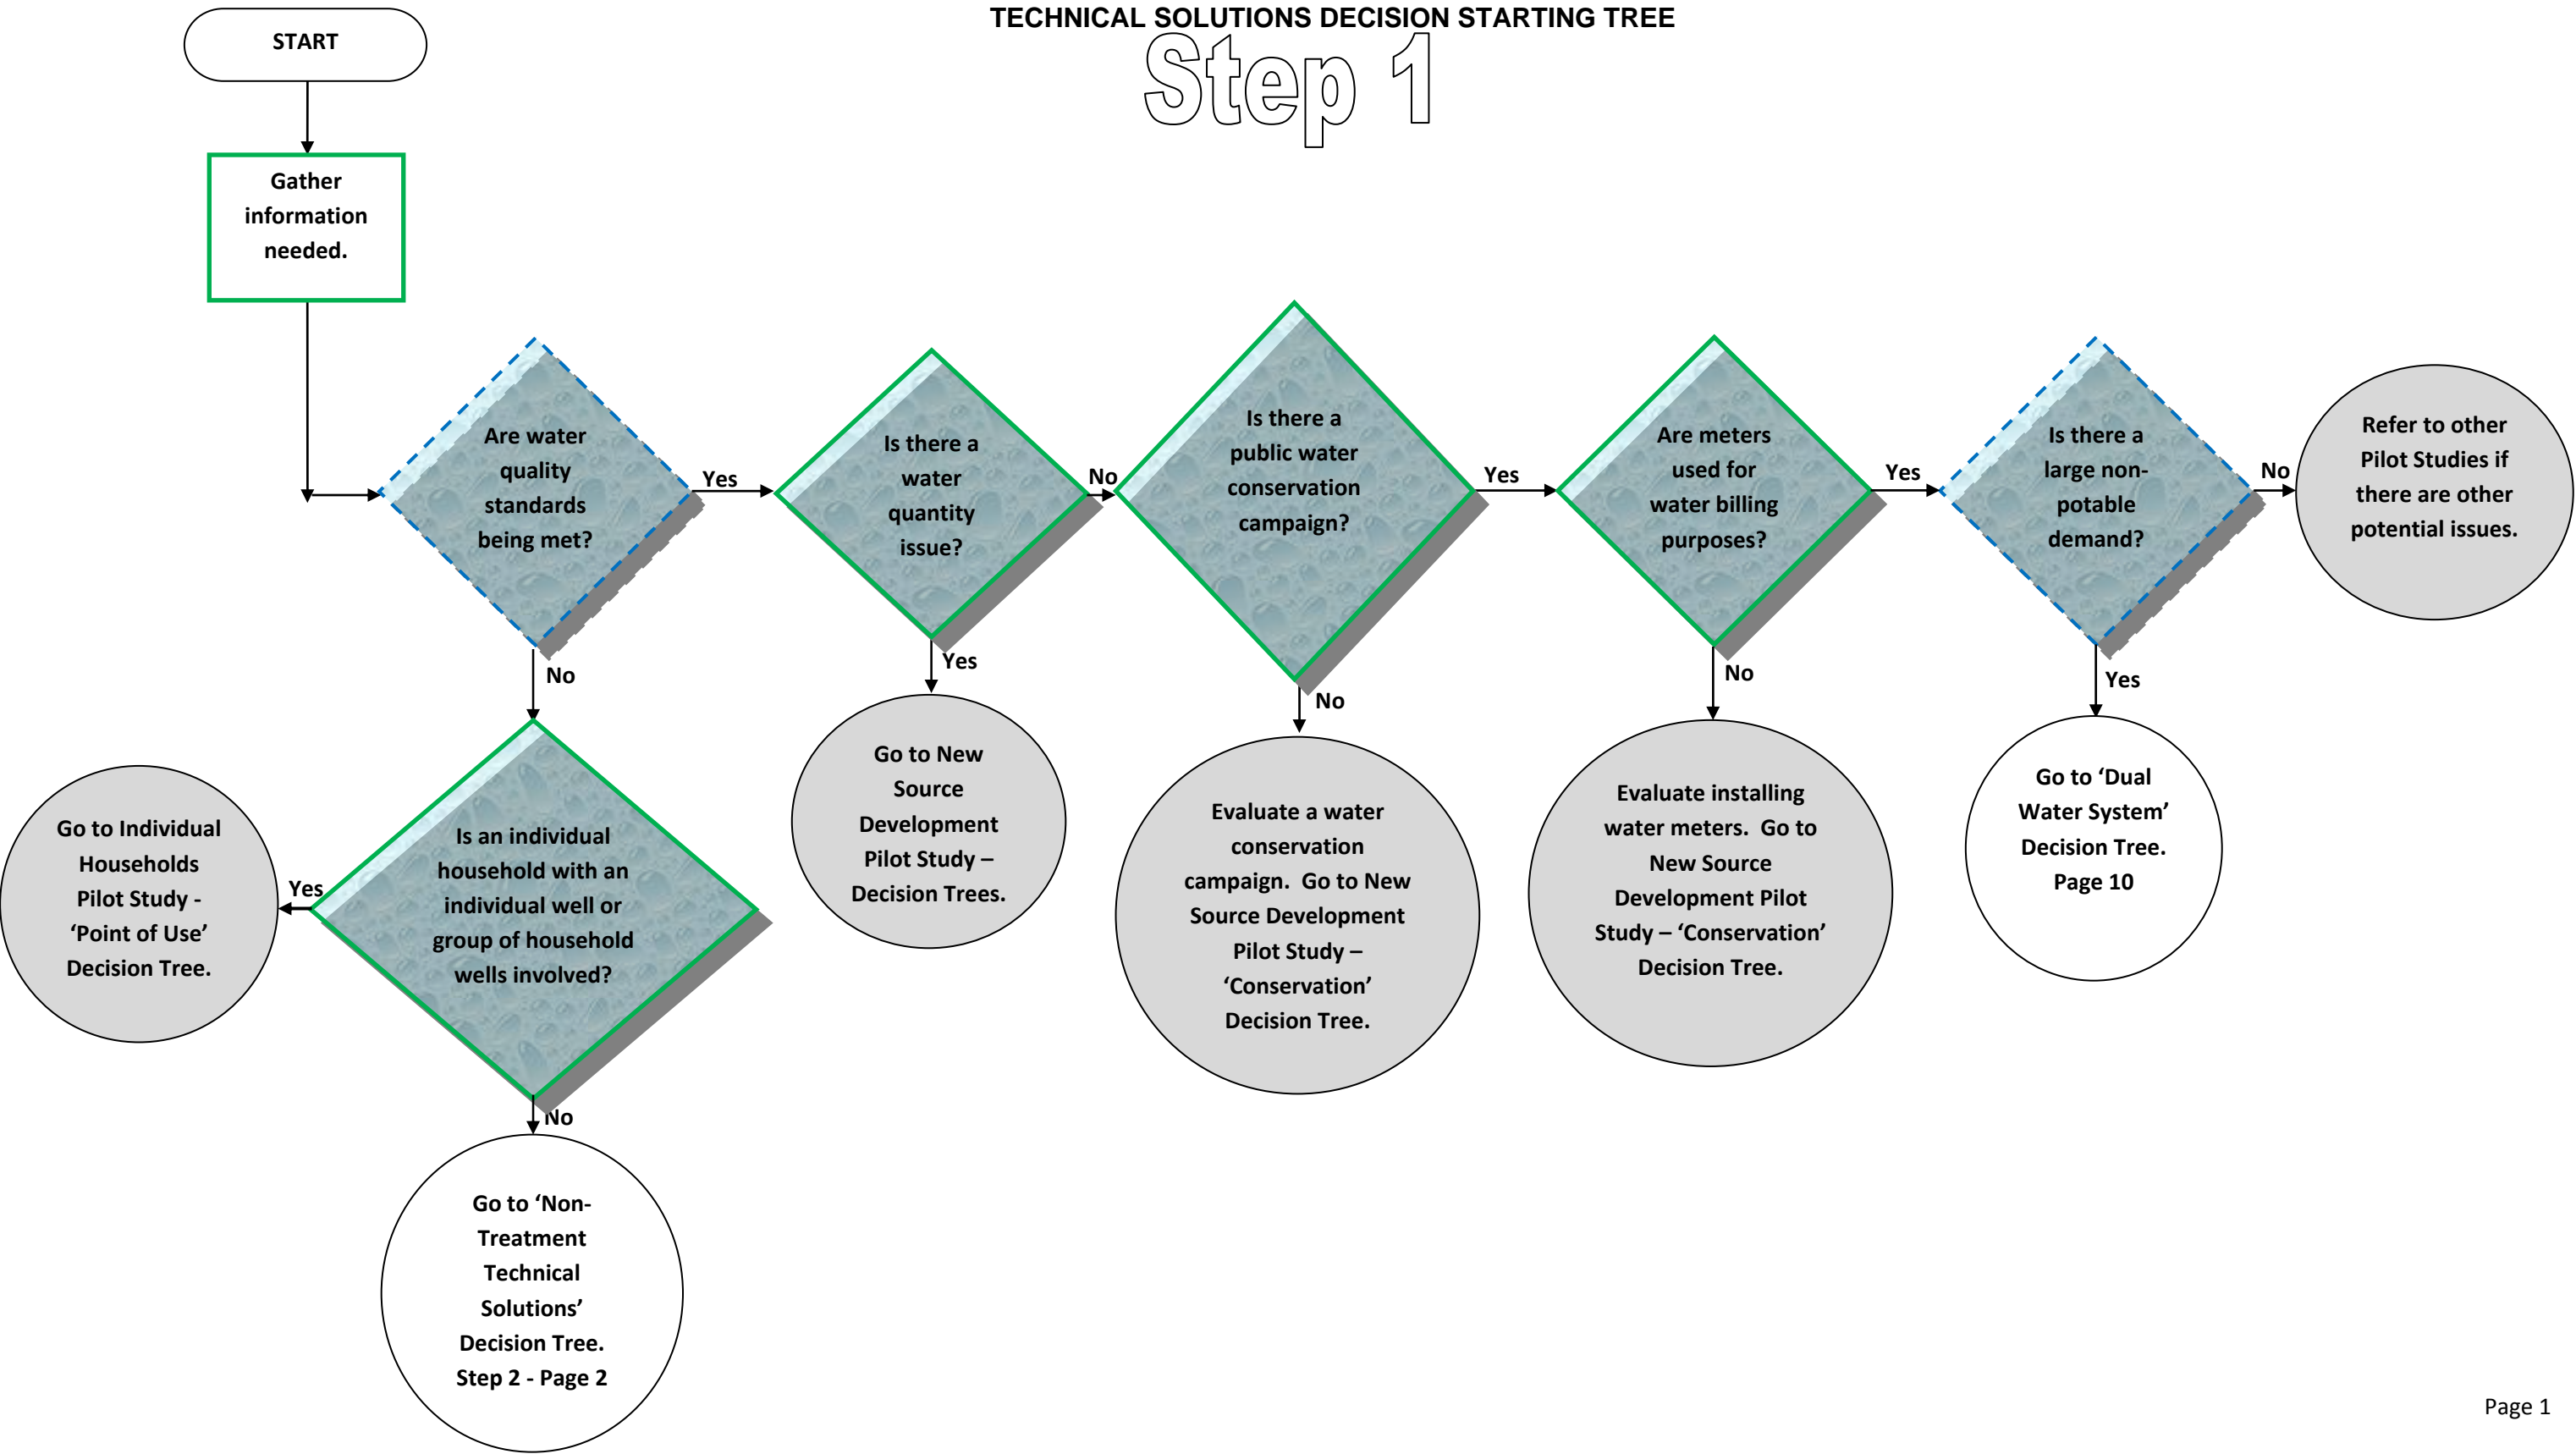 TECHNICAL SOLUTIONS DECISION STARTING TREE
Step 1
START
Gather
information
needed.
Are water
quality
standards
being met?
Yes
No
Is there a
water
quantity
issue?
No
Yes
Is there a
public water
conservation
campaign?
Yes
No
Are meters
used for
water billing
purposes?
Yes
No
Is there a
large non-
potable
demand?
No
Yes
Refer to other
Pilot Studies if
there are other
potential issues.
Go to Individual
Households
Pilot Study -
‘Point of Use’
Decision Tree.
Yes
Is an individual
household with an
individual well or
group of household
wells involved?
No
Go to New
Source
Development
Pilot Study –
Decision Trees.
Evaluate a water
conservation
campaign.  Go to New
Source Development
Pilot Study –
‘Conservation’
Decision Tree.
Evaluate installing
water meters.  Go to
New Source
Development Pilot
Study – ‘Conservation’
Decision Tree.
Go to ‘Dual
Water System’
Decision Tree.
Page 10
Go to ‘Non-
Treatment
Technical
Solutions’
Decision Tree.
Step 2 - Page 2
Page 1